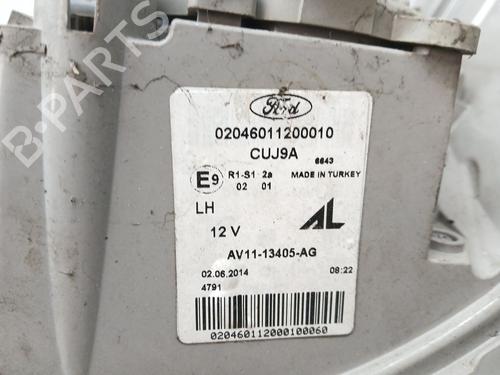 Ford
02046011200010
CUJ9A
6643
E9
R1-S1 2a
02 01
MADE IN TURKEY
LH
AL
12 V
AV11-13405-AG
02.06.2014 08:22
4791
020460112000100060
B-PARTS